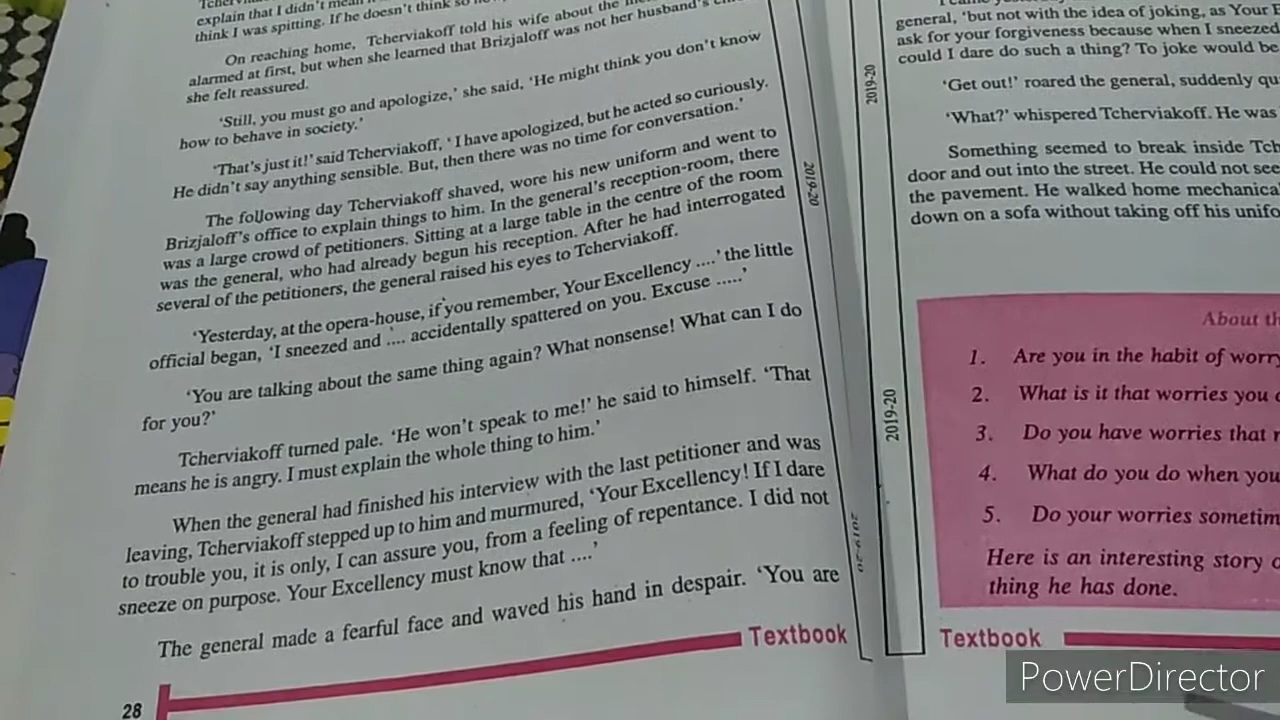 explain that I didn't mean
think I was spitting. If he doesn't think so
On reaching home, Tcherviakoff told his wife about the
alarmed at first, but when she learned that Brizjaloff was not her husband's
she felt reassured.
'Still, you must go and apologize,' she said, 'He might think you don't know
how to behave in society.'
'That's just it!' said Tcherviakoff, ' I have apologized, but he acted so curiously.
He didn't say anything sensible. But, then there was no time for conversation.'
The following day Tcherviakoff shaved, wore his new uniform and went to
Brizjaloff's office to explain things to him. In the general's reception-room, there
was a large crowd of petitioners. Sitting at a large table in the centre of the room
was the general, who had already begun his reception. After he had interrogated
several of the petitioners, the general raised his eyes to Tcherviakoff.
'Yesterday, at the opera-house, if you remember, Your Excellency ....' the little
official began, 'I sneezed and .... accidentally spattered on you. Excuse .....'
'You are talking about the same thing again? What nonsense! What can I do
for you?'
Tcherviakoff turned pale. 'He won't speak to me!' he said to himself. 'That
means he is angry. I must explain the whole thing to him.'
When the general had finished his interview with the last petitioner and was
leaving, Tcherviakoff stepped up to him and murmured, 'Your Excellency! If I dare
to trouble you, it is only, I can assure you, from a feeling of repentance. I did not
sneeze on purpose. Your Excellency must know that ....'
The general made a fearful face and waved his hand in despair. 'You are
Textbook
28
2019-20
2019-20
2019-20
2019-20
general, 'but not with the idea of joking, as Your
ask for your forgiveness because when I sneezed
could I dare do such a thing? To joke would be
'Get out!' roared the general, suddenly qu
'What?' whispered Tcherviakoff. He was
Something seemed to break inside Tch
door and out into the street. He could not see
the pavement. He walked home mechanica
down on a sofa without taking off his unifo
About th
1. Are you in the habit of worry
2. What is it that worries you
3. Do you have worries that
4. What do you do when you
5. Do your worries sometim
Here is an interesting story
thing he has done.
Textbook
PowerDirector